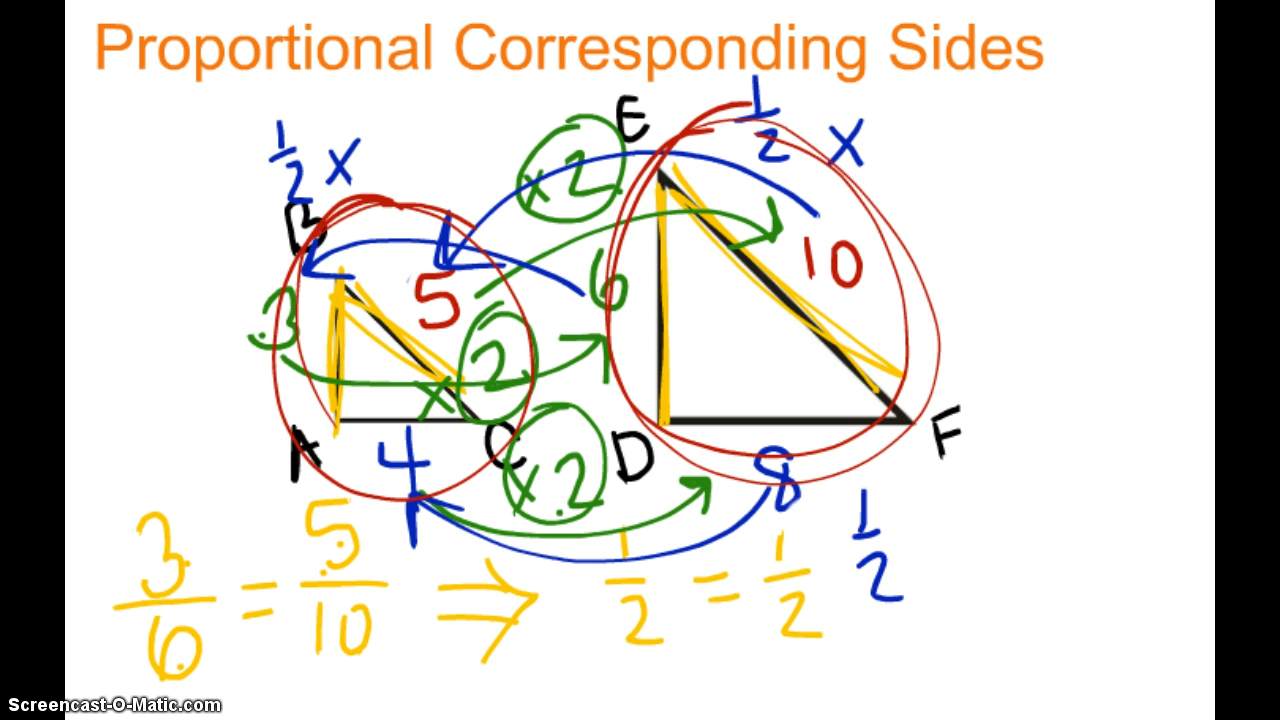 Proportional Corresponding Sides
1/2 x
1/2 x
B
E
x2
3
5
6
10
x2
A
4
C
x2
D
8
F
1/2
3/6 = 5/10 ⇒ 1/2 = 1/2
Screencast-O-Matic.com